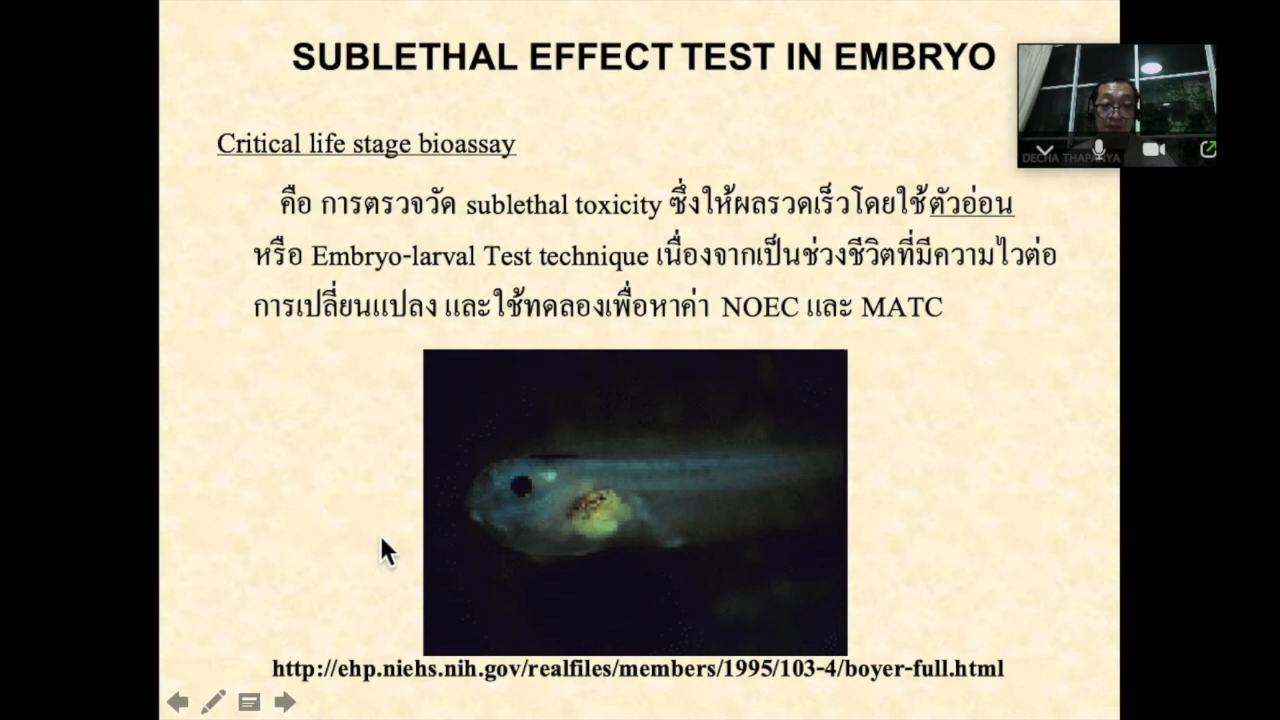 SUBLETHAL EFFECT TEST IN EMBRYO
DECHA THAPANYA
Critical life stage bioassay
คือ การตรวจวัด sublethal toxicity ซึ่งให้ผลรวดเร็วโดยใช้ตัวอ่อน
หรือ Embryo-larval Test technique เนื่องจากเป็นช่วงชีวิตที่มีความไวต่อ
การเปลี่ยนแปลง และใช้ทดลองเพื่อหาค่า NOEC และ MATC
http://ehp.niehs.nih.gov/realfiles/members/1995/103-4/boyer-full.html